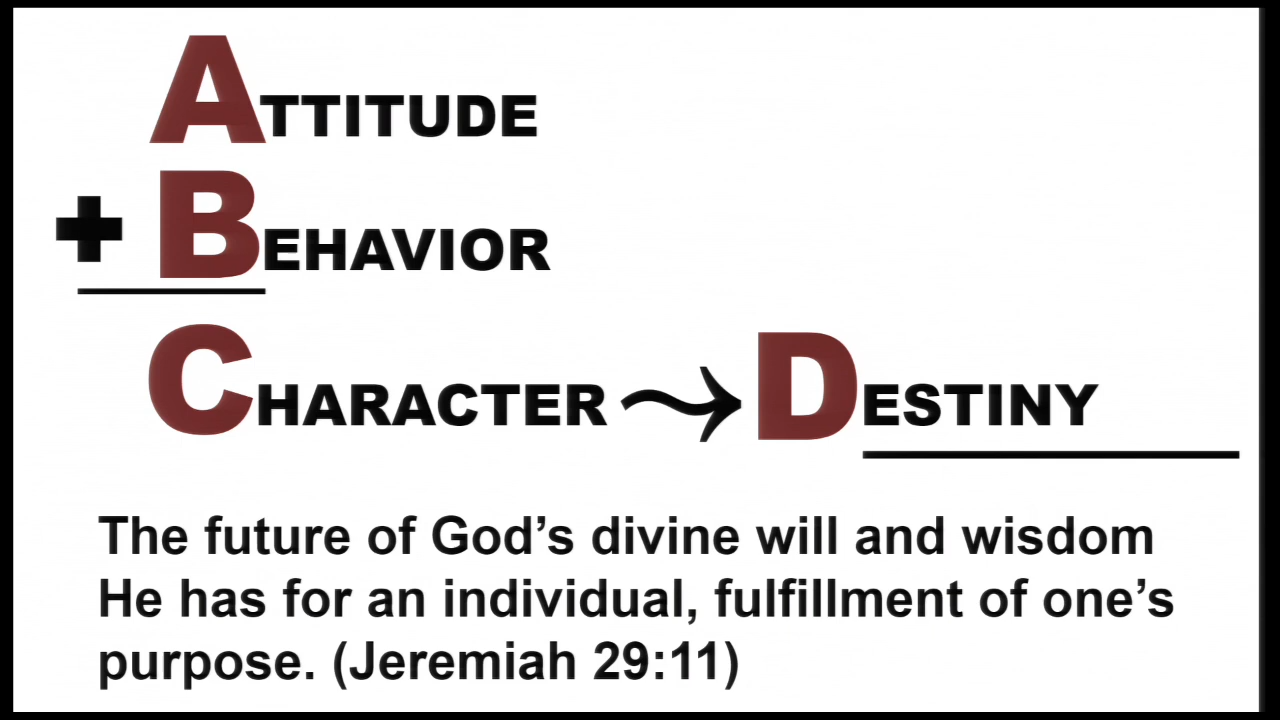 ATTITUDE
+ BEHAVIOR
CHARACTER → DESTINY
The future of God’s divine will and wisdom
He has for an individual, fulfillment of one’s
purpose. (Jeremiah 29:11)